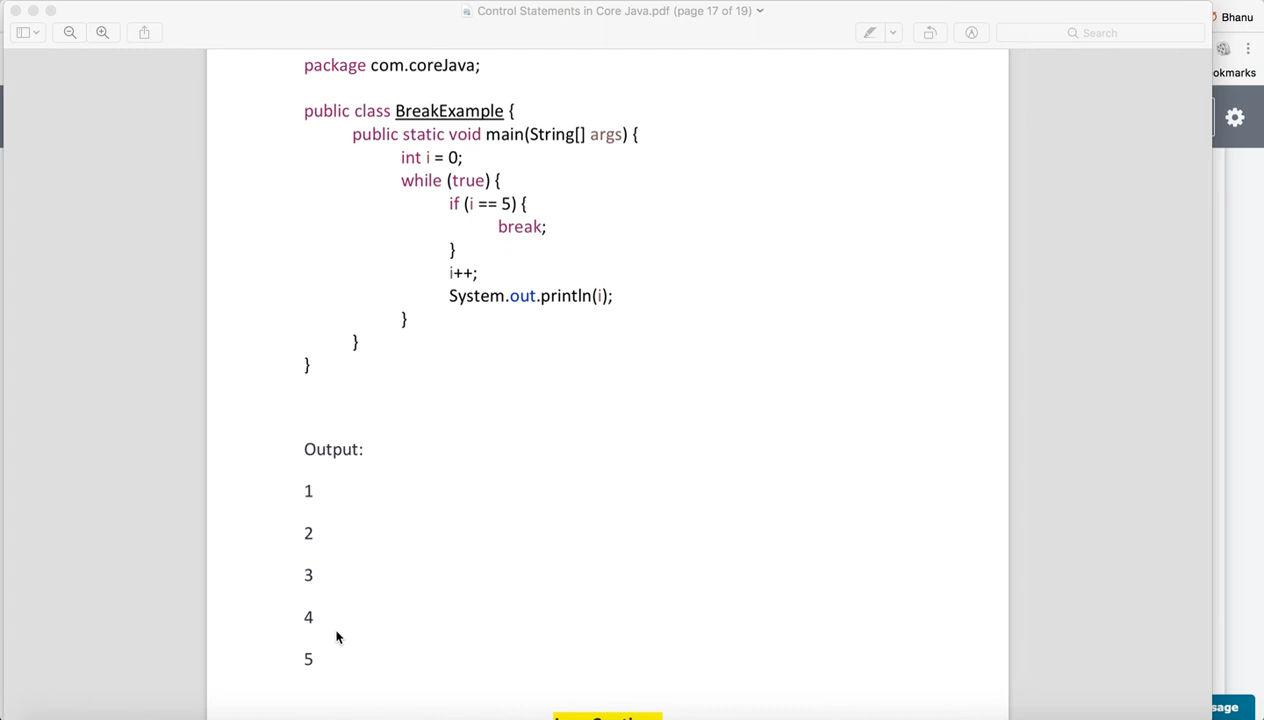 Control Statements in Core Java.pdf (page 17 of 19)
Bhanu
Search
okmarks
package com.coreJava;
public class BreakExample {
public static void main(String[] args) {
int i = 0;
while (true) {
if (i == 5) {
break;
}
i++;
System.out.println(i);
}
}
}
Output:
1
2
3
4
5
sage